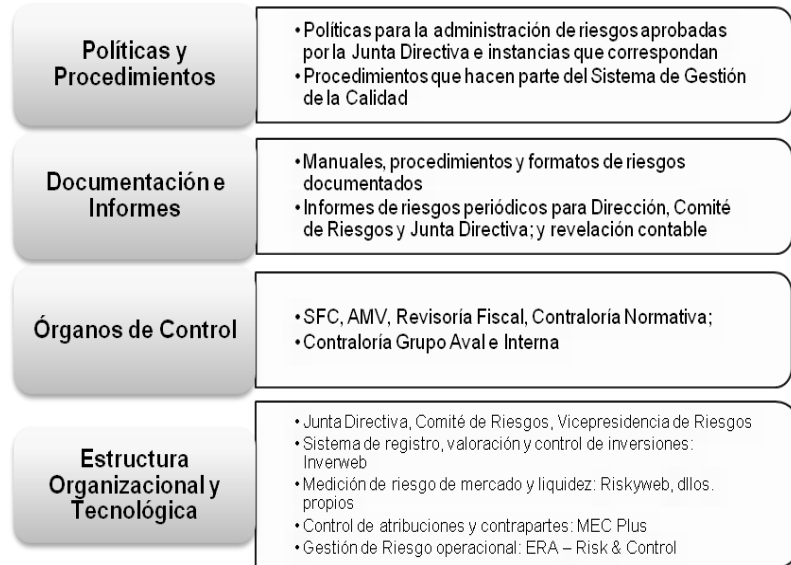 Políticas y
Procedimientos
• Políticas para la administración de riesgos aprobadas
por la Junta Directiva e instancias que correspondan
• Procedimientos que hacen parte del Sistema de Gestión
de la Calidad
Documentación e
Informes
• Manuales, procedimientos y formatos de riesgos
documentados
• Informes de riesgos periódicos para Dirección, Comité
de Riesgos y Junta Directiva; y revelación contable
Órganos de Control
• SFC, AMV, Revisoría Fiscal, Contraloría Normativa;
• Contraloría Grupo Aval e Interna
Estructura
Organizacional y
Tecnológica
• Junta Directiva, Comité de Riesgos, Vicepresidencia de Riesgos
• Sistema de registro, valoración y control de inversiones:
Inverweb
• Medición de riesgo de mercado y liquidez: Riskyweb, dllos.
propios
• Control de atribuciones y contrapartes: MEC Plus
• Gestión de Riesgo operacional: ERA – Risk & Control